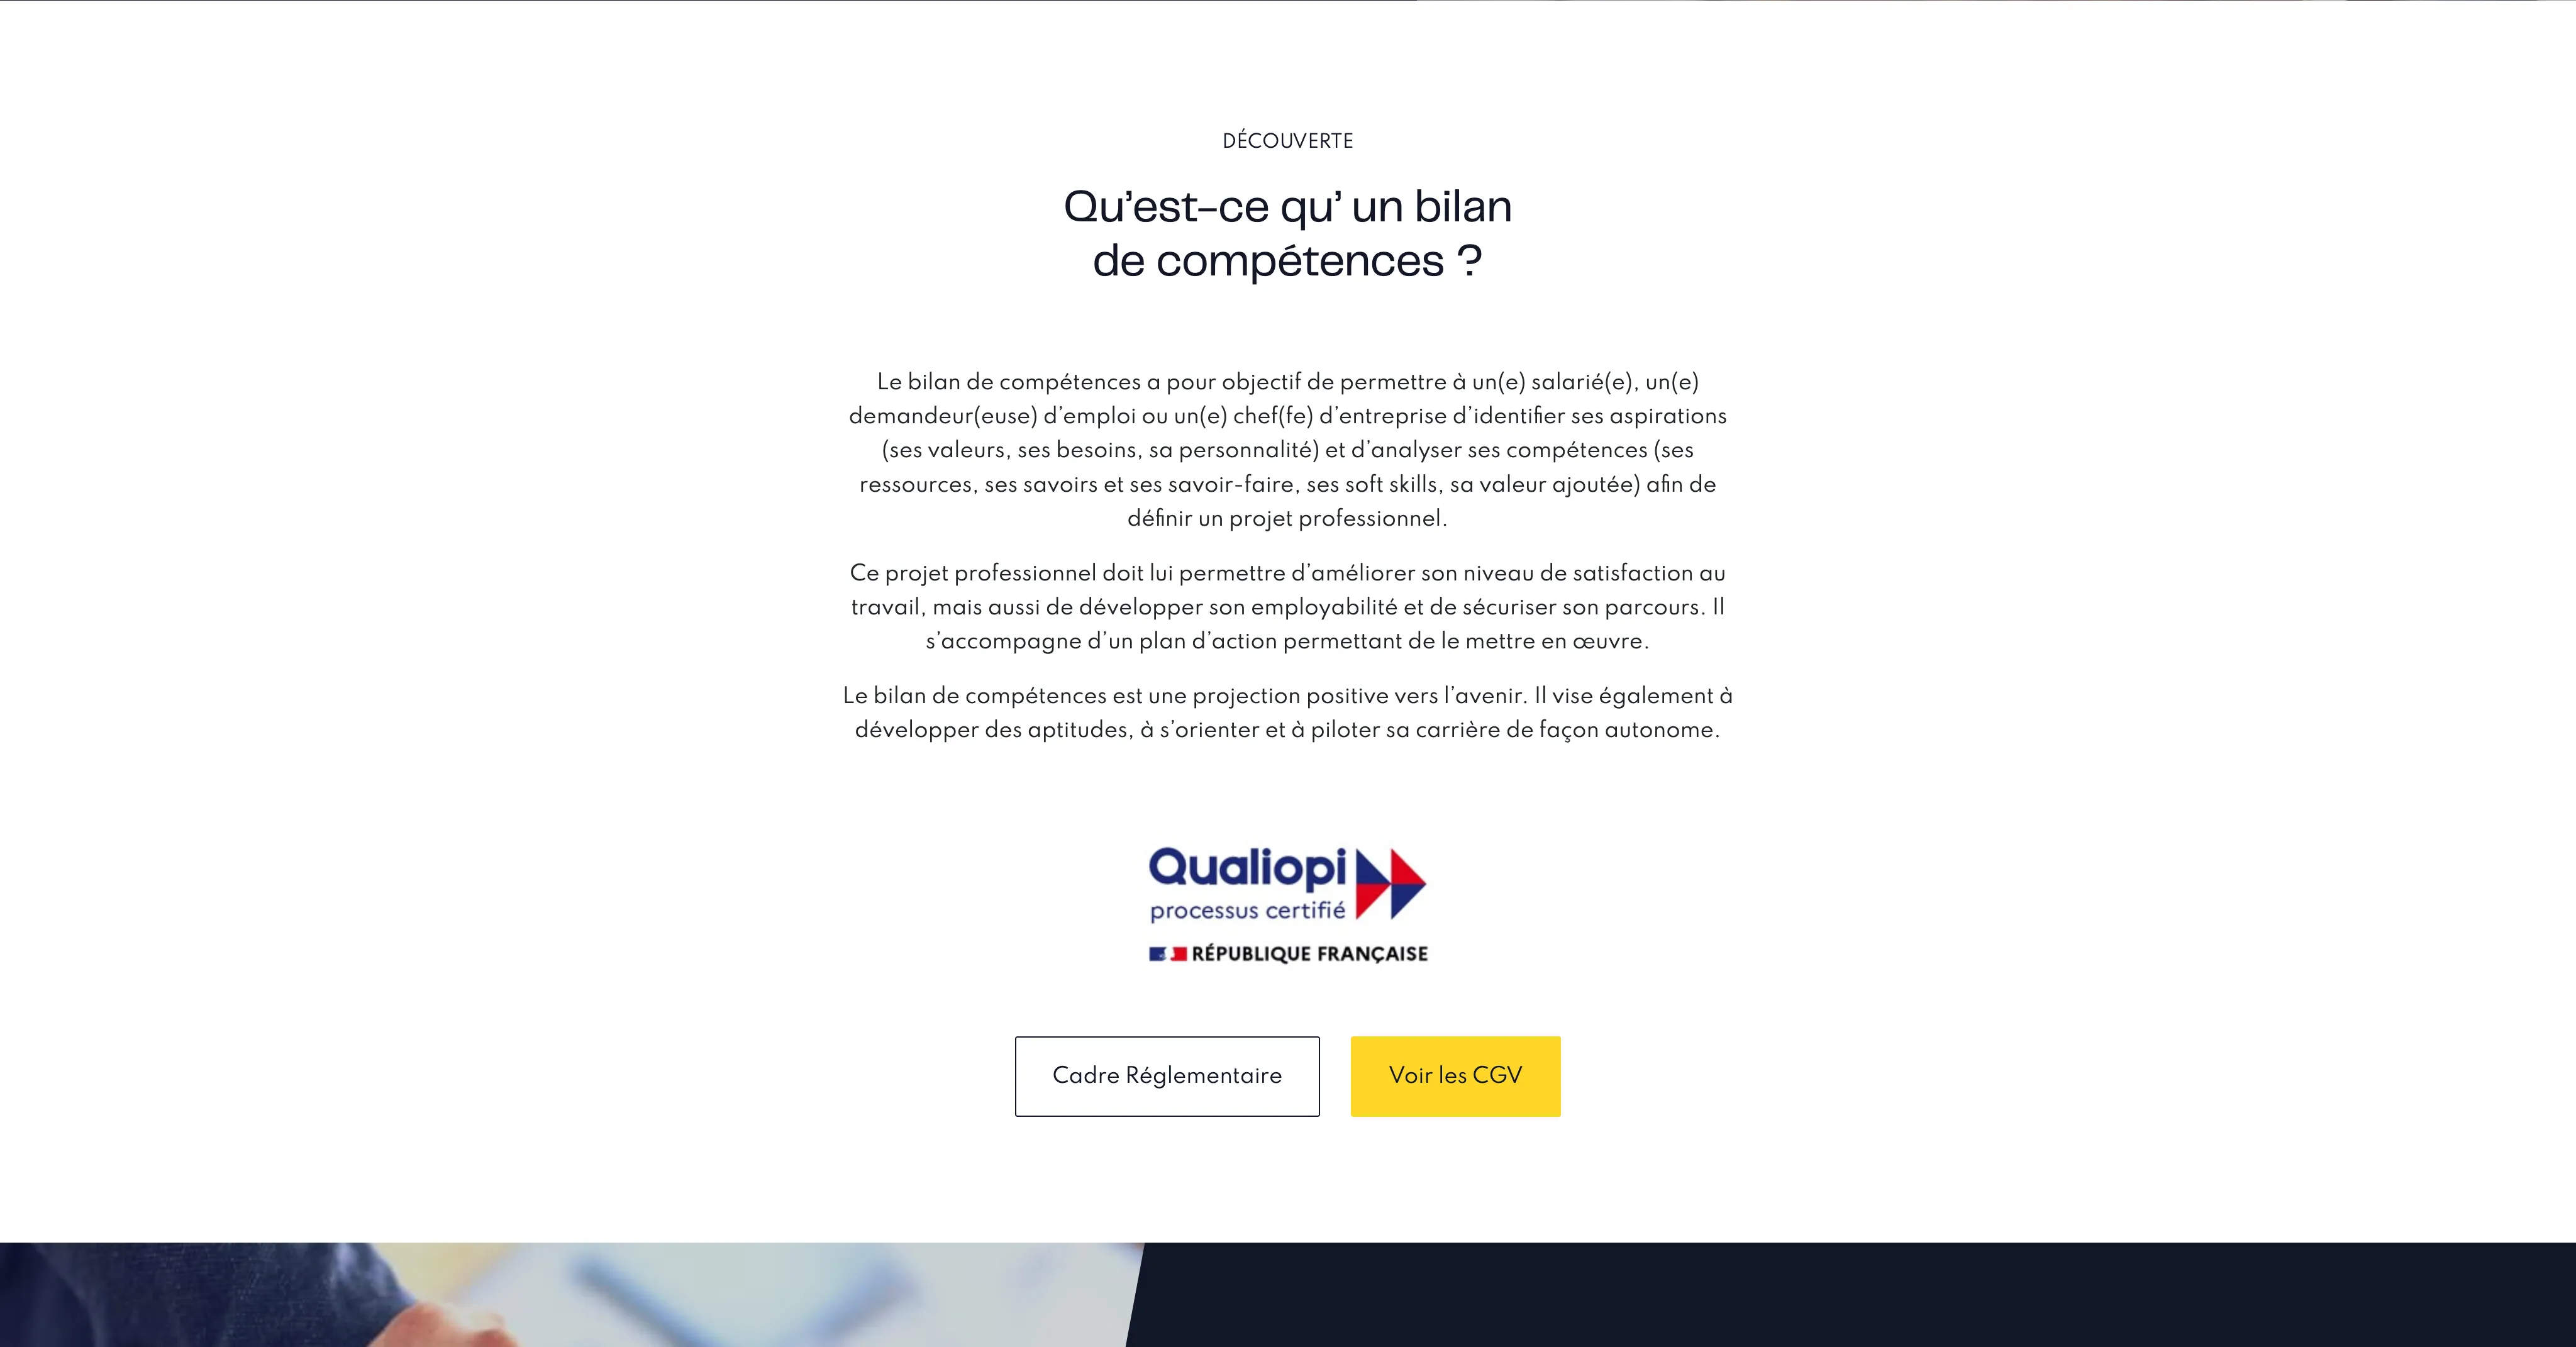 DÉCOUVERTE
Qu’est-ce qu’ un bilan
de compétences ?
Le bilan de compétences a pour objectif de permettre à un(e) salarié(e), un(e)
demandeur(euse) d’emploi ou un(e) chef(fe) d’entreprise d’identifier ses aspirations
(ses valeurs, ses besoins, sa personnalité) et d’analyser ses compétences (ses
ressources, ses savoirs et ses savoir-faire, ses soft skills, sa valeur ajoutée) afin de
définir un projet professionnel.
Ce projet professionnel doit lui permettre d’améliorer son niveau de satisfaction au
travail, mais aussi de développer son employabilité et de sécuriser son parcours. Il
s’accompagne d’un plan d’action permettant de le mettre en œuvre.
Le bilan de compétences est une projection positive vers l’avenir. Il vise également à
développer des aptitudes, à s’orienter et à piloter sa carrière de façon autonome.
Qualiopi
processus certifié
RÉPUBLIQUE FRANÇAISE
Cadre Réglementaire
Voir les CGV